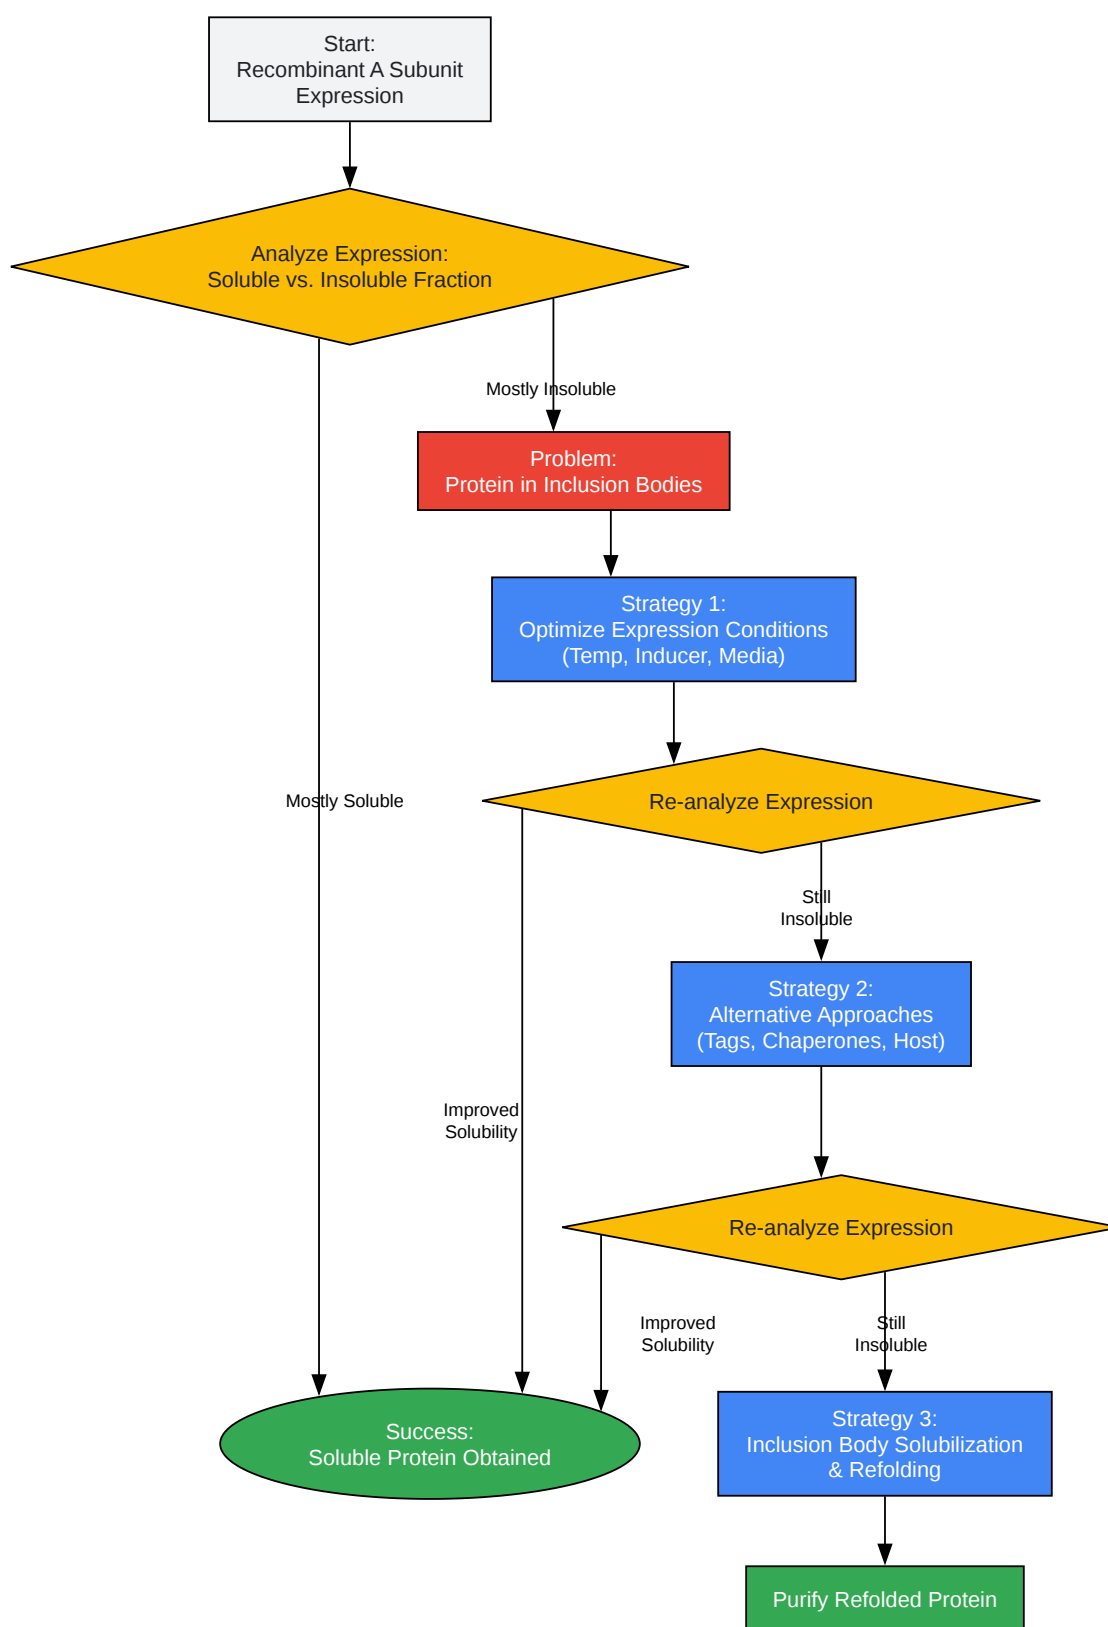 Start:
Recombinant A Subunit
Expression
Analyze Expression:
Soluble vs. Insoluble Fraction
Mostly Insoluble
Problem:
Protein in Inclusion Bodies
Strategy 1:
Optimize Expression Conditions
(Temp, Inducer, Media)
Mostly Soluble
Re-analyze Expression
Still
Insoluble
Strategy 2:
Alternative Approaches
(Tags, Chaperones, Host)
Improved
Solubility
Re-analyze Expression
Improved
Solubility
Still
Insoluble
Success:
Soluble Protein Obtained
Strategy 3:
Inclusion Body Solubilization
& Refolding
Purify Refolded Protein